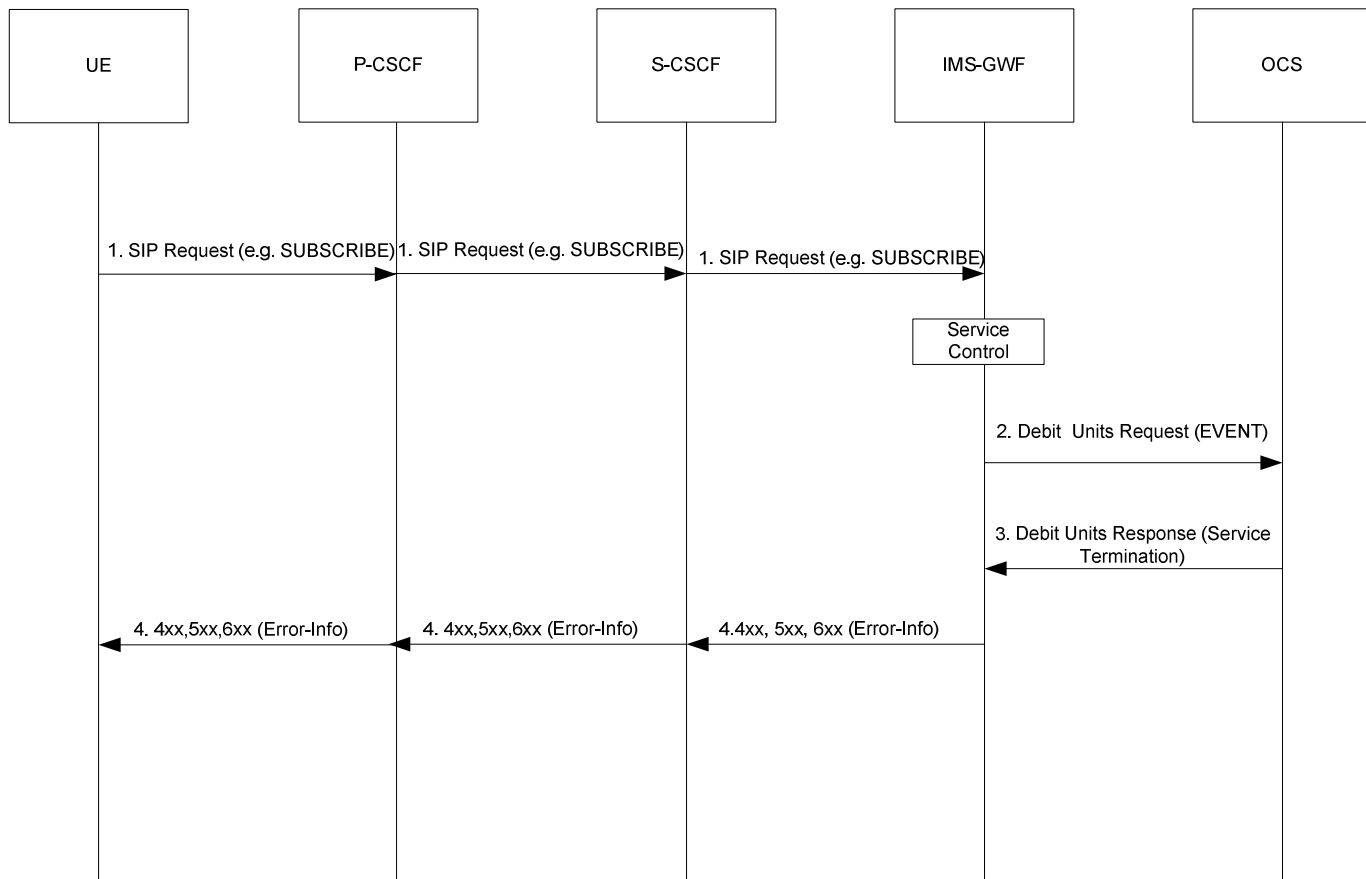 UE
P-CSCF
S-CSCF
IMS-GWF
OCS
1. SIP Request (e.g. SUBSCRIBE)
1. SIP Request (e.g. SUBSCRIBE)
1. SIP Request (e.g. SUBSCRIBE)
Service
Control
2. Debit Units Request (EVENT)
3. Debit Units Response (Service
Termination)
4. 4xx,5xx,6xx (Error-Info)
4. 4xx,5xx,6xx (Error-Info)
4.4xx, 5xx, 6xx (Error-Info)